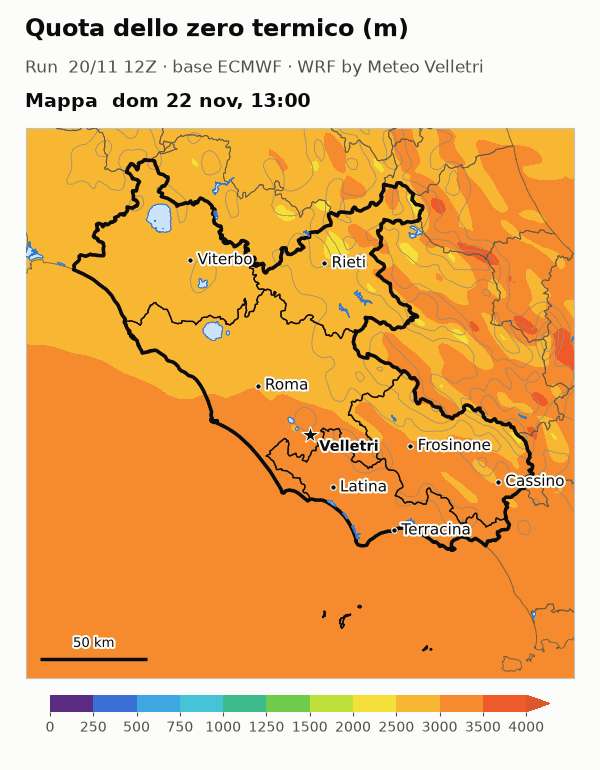 Quota dello zero termico (m)
Run  20/11 12Z · base ECMWF · WRF by Meteo Velletri
Mappa  dom 22 nov, 13:00
Viterbo
Rieti
Roma
Velletri
Frosinone
Cassino
Latina
Terracina
50 km
0 250 500 750 1000 1250 1500 2000 2500 3000 3500 4000